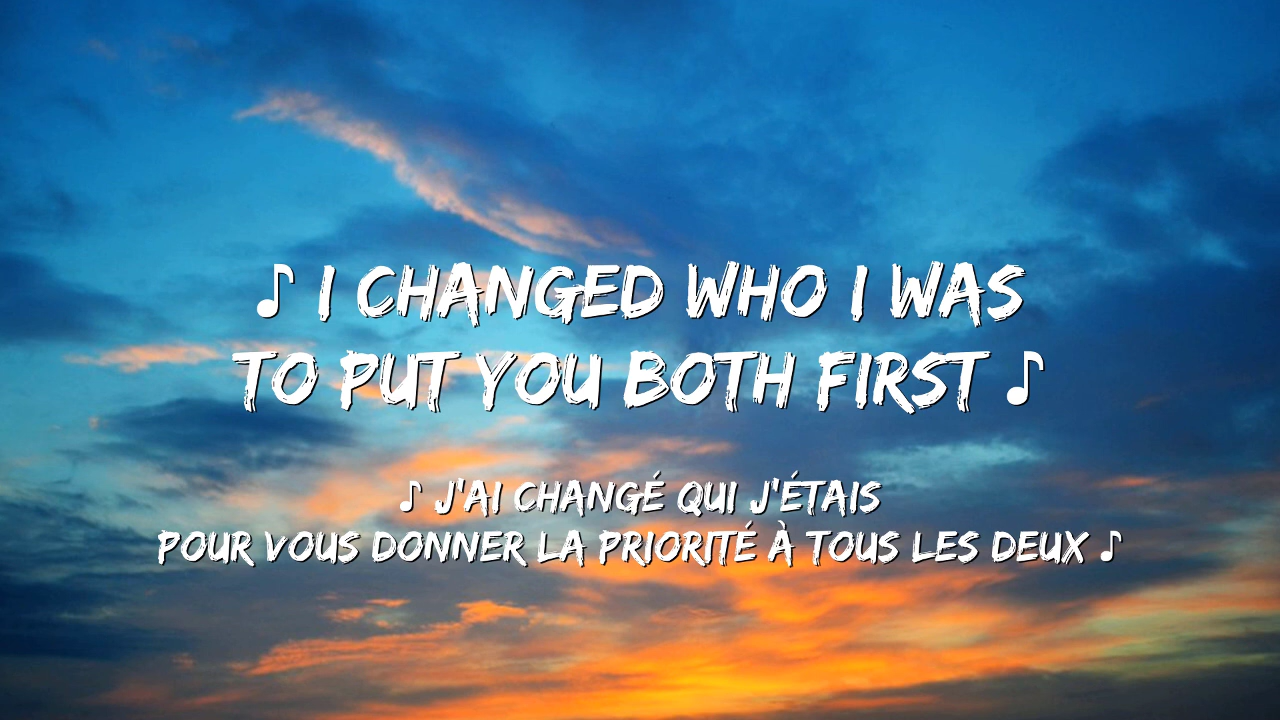 ♪ I CHANGED WHO I WAS
TO PUT YOU BOTH FIRST ♪
♪ J'AI CHANGÉ QUI J'ÉTAIS
POUR VOUS DONNER LA PRIORITÉ À TOUS LES DEUX ♪